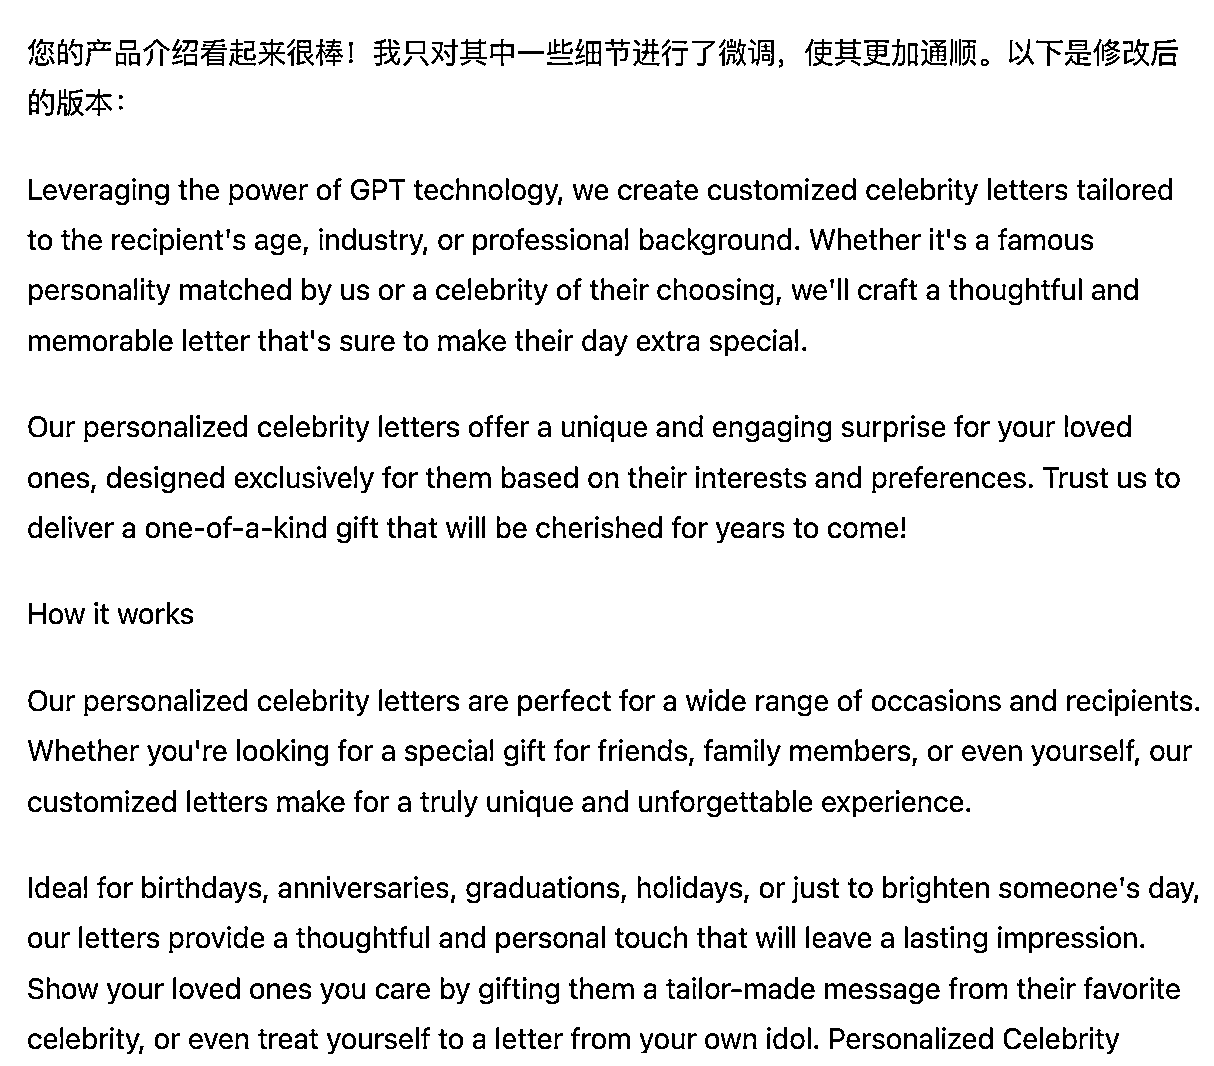 您的产品介绍看起来很棒！我只对其中一些细节进行了微调，使其更加通顺。以下是修改后
的版本：
Leveraging the power of GPT technology, we create customized celebrity letters tailored
to the recipient's age, industry, or professional background. Whether it's a famous
personality matched by us or a celebrity of their choosing, we'll craft a thoughtful and
memorable letter that's sure to make their day extra special.
Our personalized celebrity letters offer a unique and engaging surprise for your loved
ones, designed exclusively for them based on their interests and preferences. Trust us to
deliver a one-of-a-kind gift that will be cherished for years to come!
How it works
Our personalized celebrity letters are perfect for a wide range of occasions and recipients.
Whether you're looking for a special gift for friends, family members, or even yourself, our
customized letters make for a truly unique and unforgettable experience.
Ideal for birthdays, anniversaries, graduations, holidays, or just to brighten someone's day,
our letters provide a thoughtful and personal touch that will leave a lasting impression.
Show your loved ones you care by gifting them a tailor-made message from their favorite
celebrity, or even treat yourself to a letter from your own idol. Personalized Celebrity